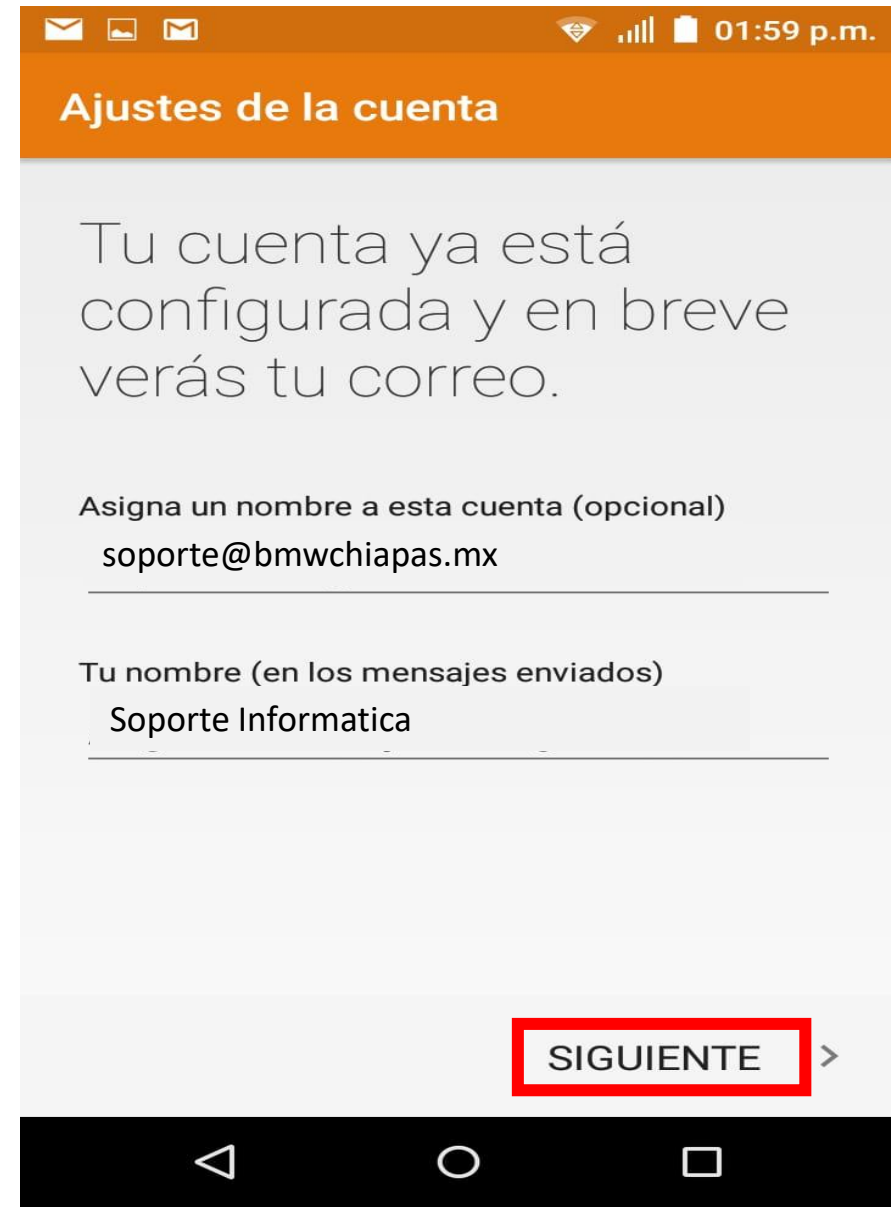 01:59 p.m.
Ajustes de la cuenta
Tu cuenta ya está
configurada y en breve
verás tu correo.
Asigna un nombre a esta cuenta (opcional)
soporte@bmwchiapas.mx
Tu nombre (en los mensajes enviados)
Soporte Informatica
SIGUIENTE